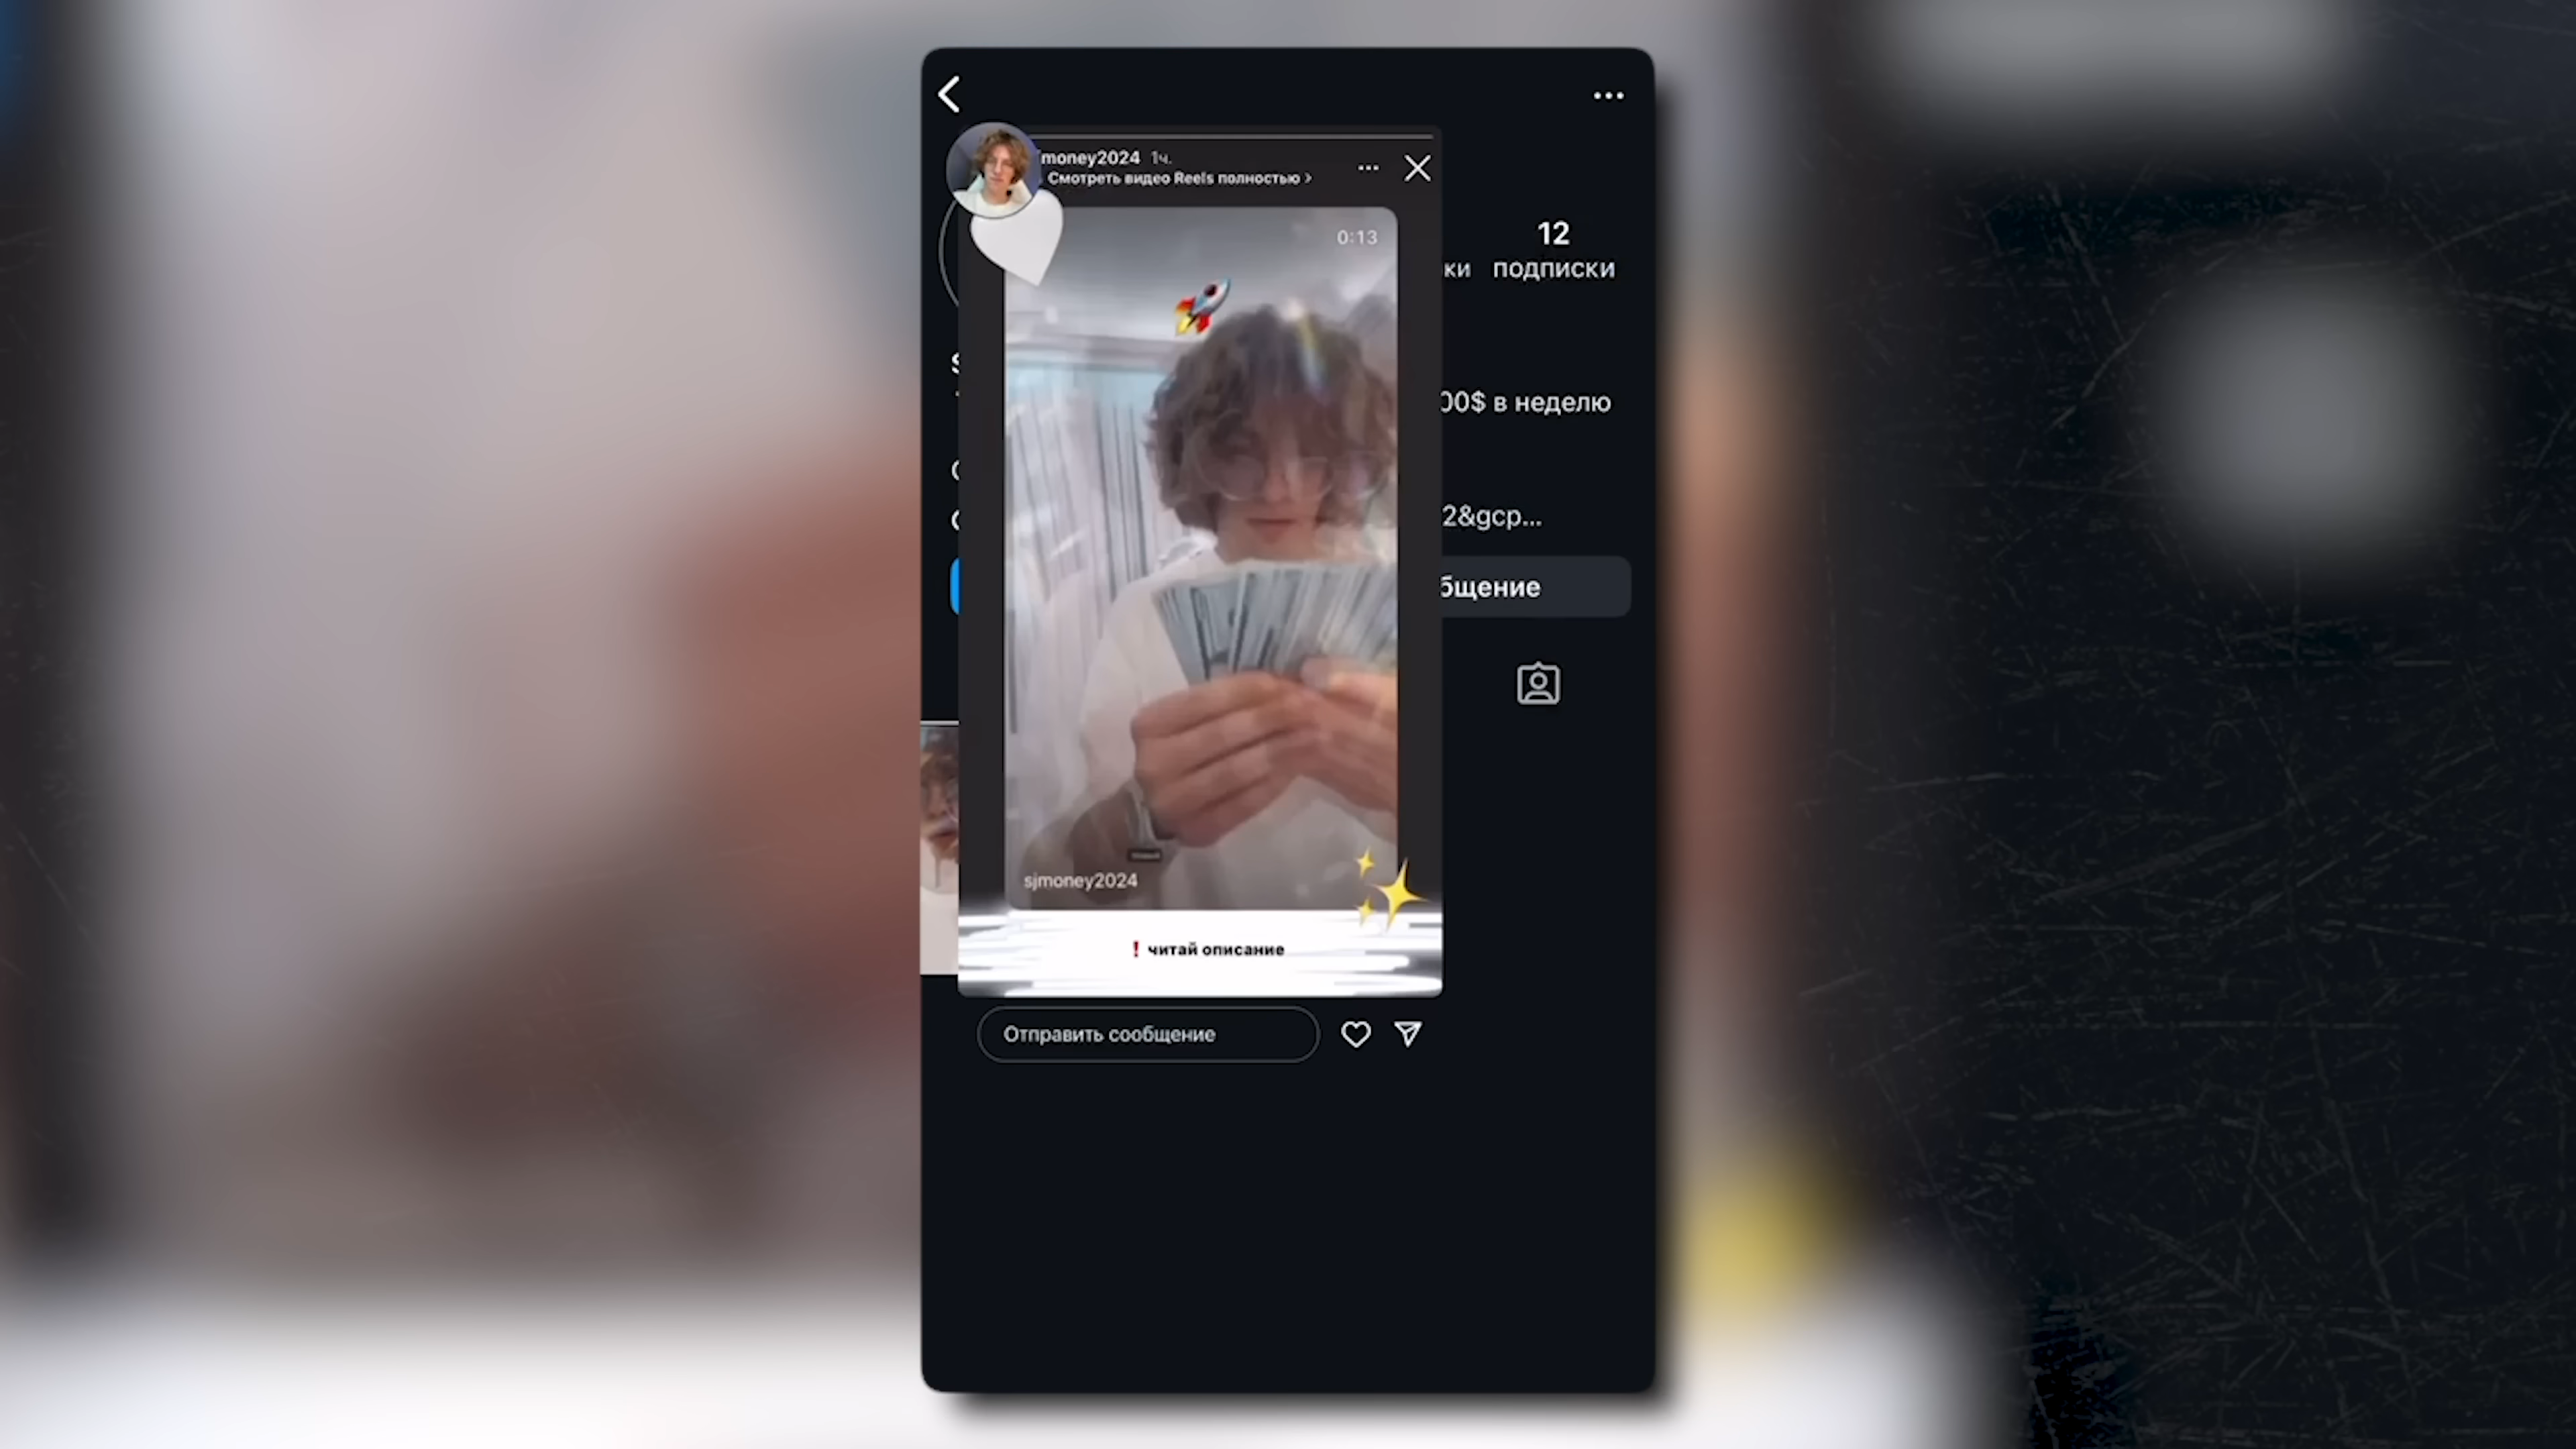 money2024 1ч.
Смотреть видео Reels полностью
0:13
12
ки подписки
00$ в неделю
2&gcp...
бщение
sjmoney2024
❗ читай описание
Отправить сообщение